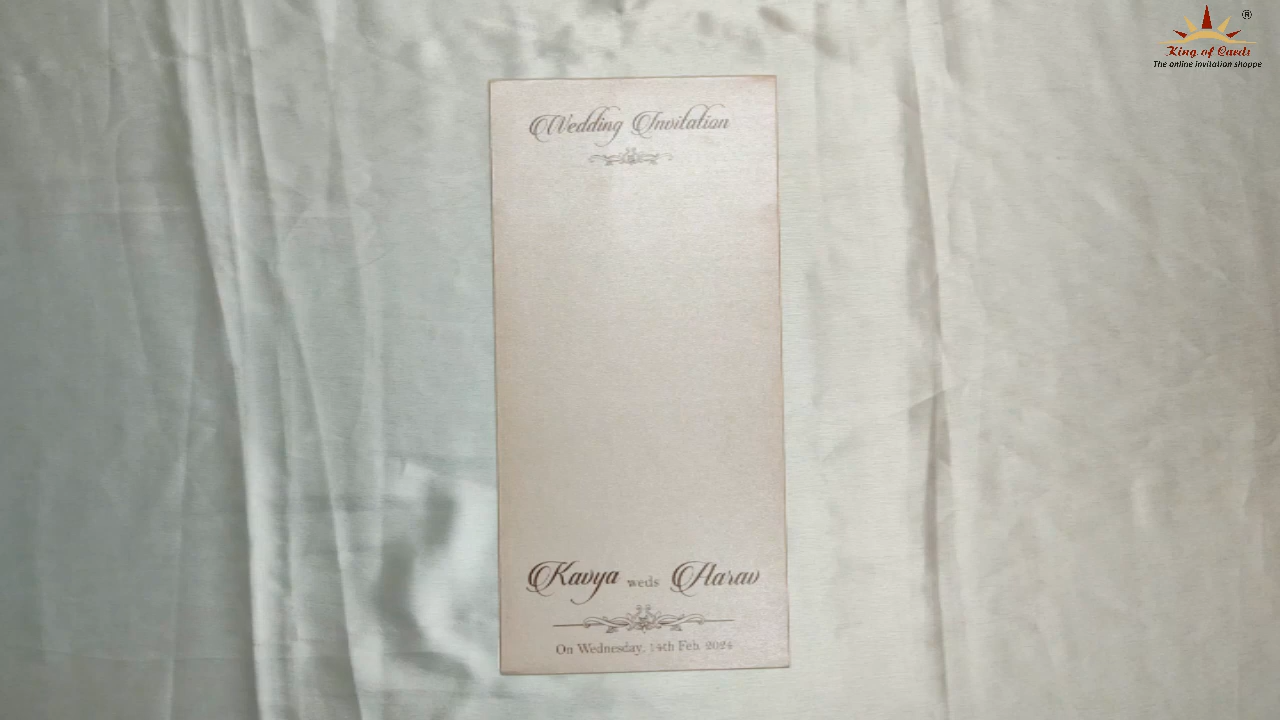 King of Cards ®
The online invitation shoppe
Wedding Invitation
Kavya weds Aarav
On Wednesday, 14th Feb. 2024